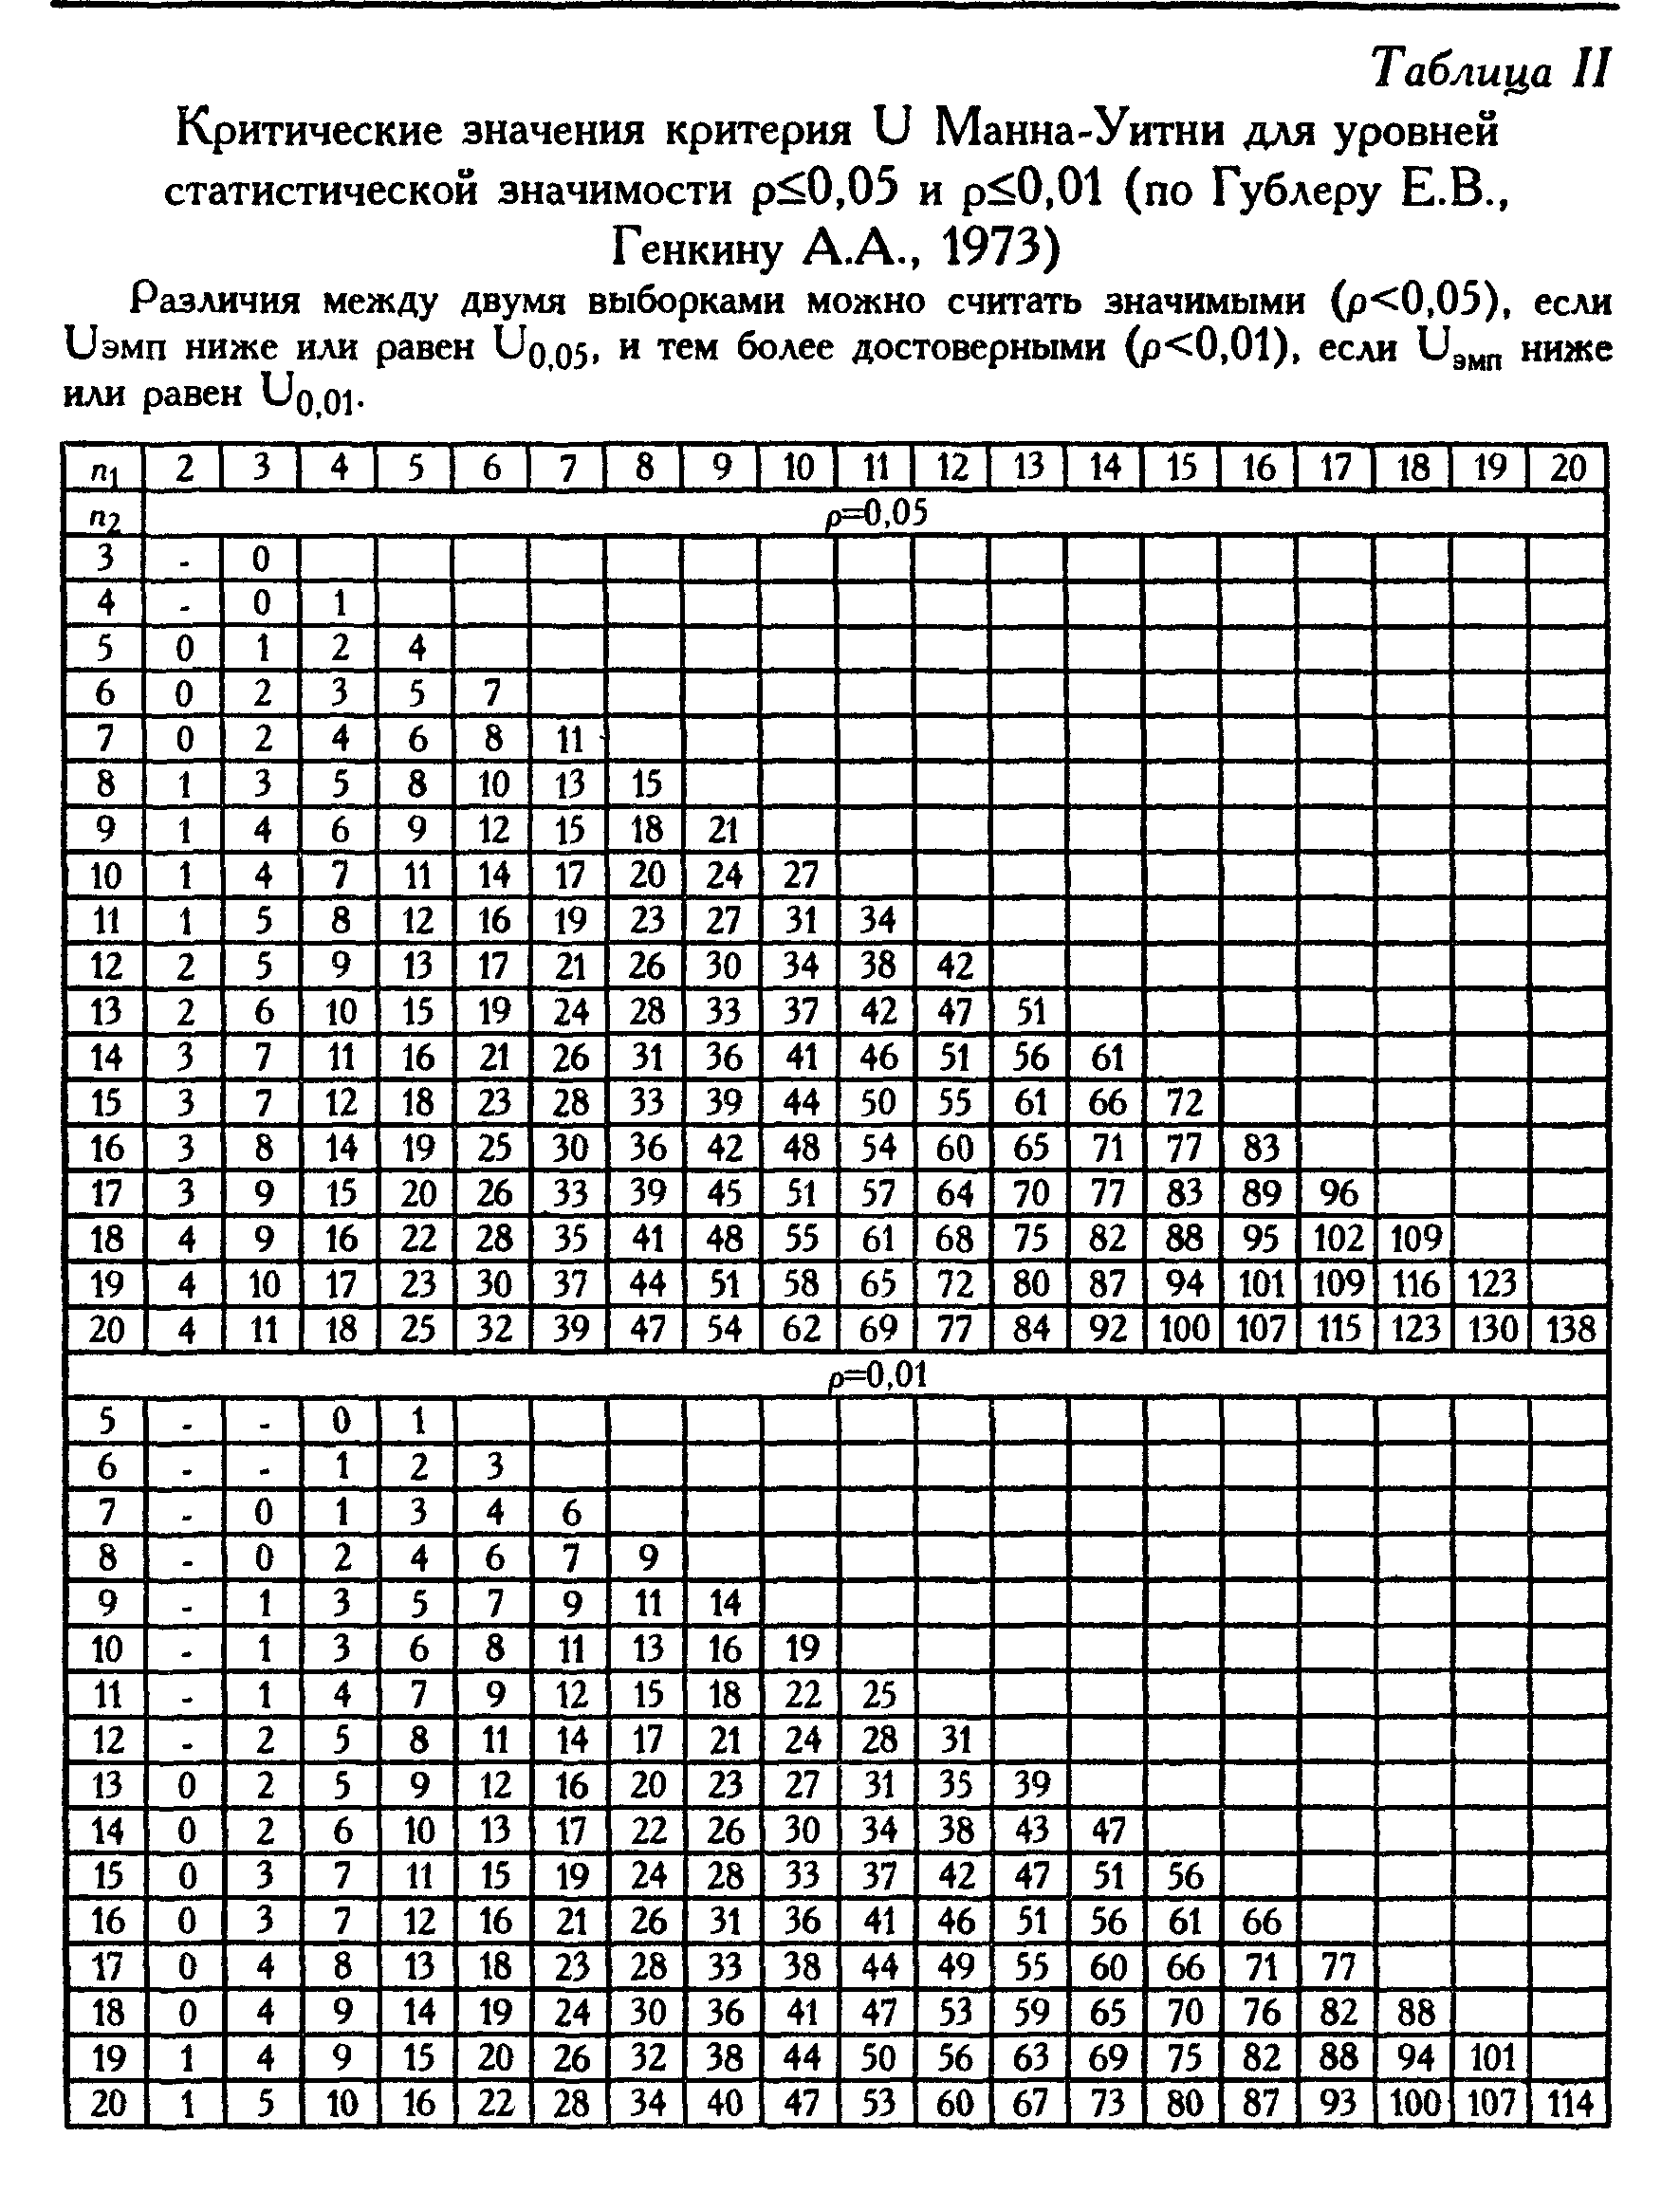 Таблица II
Критические значения критерия U Манна-Уитни для уровней
статистической значимости ρ≤0,05 и ρ≤0,01 (по Гублеру Е.В.,
Генкину А.А., 1973)
Различия между двумя выборками можно считать значимыми (ρ<0,05), если
Uэмп ниже или равен U0,05, и тем более достоверными (ρ<0,01), если Uэмп ниже
или равен U0,01.
n1 2 3 4 5 6 7 8 9 10 11 12 13 14 15 16 17 18 19 20
n2 ρ=0,05
3 - 0
4 - 0 1
5 0 1 2 4
6 0 2 3 5 7
7 0 2 4 6 8 11
8 1 3 5 8 10 13 15
9 1 4 6 9 12 15 18 21
10 1 4 7 11 14 17 20 24 27
11 1 5 8 12 16 19 23 27 31 34
12 2 5 9 13 17 21 26 30 34 38 42
13 2 6 10 15 19 24 28 33 37 42 47 51
14 3 7 11 16 21 26 31 36 41 46 51 56 61
15 3 7 12 18 23 28 33 39 44 50 55 61 66 72
16 3 8 14 19 25 30 36 42 48 54 60 65 71 77 83
17 3 9 15 20 26 33 39 45 51 57 64 70 77 83 89 96
18 4 9 16 22 28 35 41 48 55 61 68 75 82 88 95 102 109
19 4 10 17 23 30 37 44 51 58 65 72 80 87 94 101 109 116 123
20 4 11 18 25 32 39 47 54 62 69 77 84 92 100 107 115 123 130 138
ρ=0,01
5 - - 0 1
6 - - 1 2 3
7 - 0 1 3 4 6
8 - 0 2 4 6 7 9
9 - 1 3 5 7 9 11 14
10 - 1 3 6 8 11 13 16 19
11 - 1 4 7 9 12 15 18 22 25
12 - 2 5 8 11 14 17 21 24 28 31
13 0 2 5 9 12 16 20 23 27 31 35 39
14 0 2 6 10 13 17 22 26 30 34 38 43 47
15 0 3 7 11 15 19 24 28 33 37 42 47 51 56
16 0 3 7 12 16 21 26 31 36 41 46 51 56 61 66
17 0 4 8 13 18 23 28 33 38 44 49 55 60 66 71 77
18 0 4 9 14 19 24 30 36 41 47 53 59 65 70 76 82 88
19 1 4 9 15 20 26 32 38 44 50 56 63 69 75 82 88 94 101
20 1 5 10 16 22 28 34 40 47 53 60 67 73 80 87 93 100 107 114